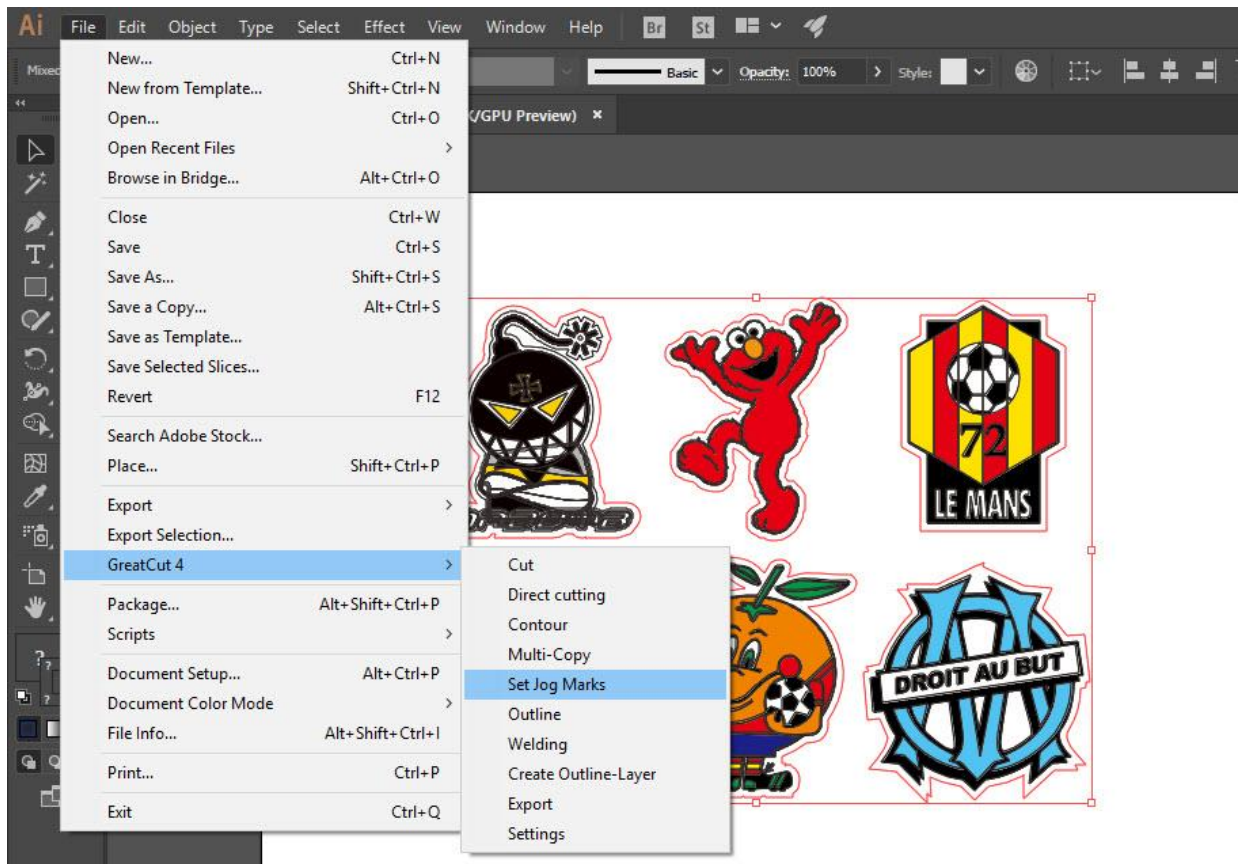 Ai File Edit Object Type Select Effect View Window Help Br St
Mixed Basic Opacity: 100% Style:
/GPU Preview) ×
New... Ctrl+N
New from Template... Shift+Ctrl+N
Open... Ctrl+O
Open Recent Files
Browse in Bridge... Alt+Ctrl+O
Close Ctrl+W
Save Ctrl+S
Save As... Shift+Ctrl+S
Save a Copy... Alt+Ctrl+S
Save as Template...
Save Selected Slices...
Revert F12
Search Adobe Stock...
Place... Shift+Ctrl+P
Export
Export Selection...
GreatCut 4
Package... Alt+Shift+Ctrl+P
Scripts
Document Setup... Alt+Ctrl+P
Document Color Mode
File Info... Alt+Shift+Ctrl+I
Print... Ctrl+P
Exit Ctrl+Q
Cut
Direct cutting
Contour
Multi-Copy
Set Jog Marks
Outline
Welding
Create Outline-Layer
Export
Settings
72
LE MANS
DROIT AU BUT